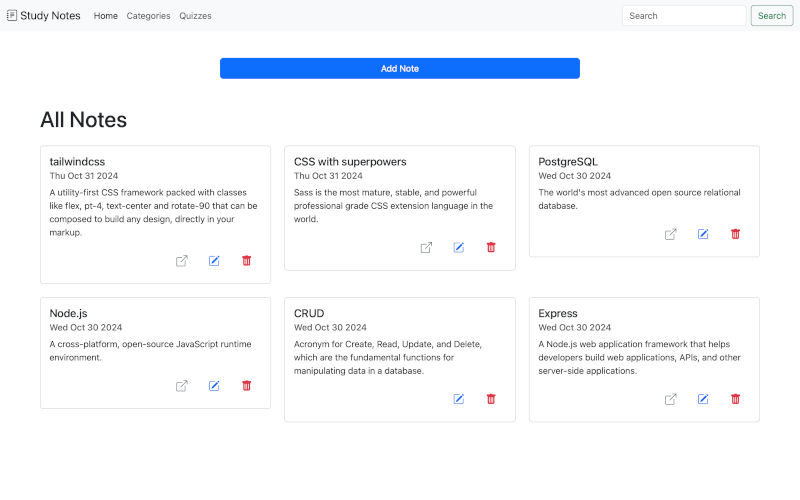 Study Notes Home Categories Quizzes Search Search
Add Note
All Notes
tailwindcss
Thu Oct 31 2024
A utility-first CSS framework packed with classes
like flex, pt-4, text-center and rotate-90 that can be
composed to build any design, directly in your
markup.
CSS with superpowers
Thu Oct 31 2024
Sass is the most mature, stable, and powerful
professional grade CSS extension language in the
world.
PostgreSQL
Wed Oct 30 2024
The world's most advanced open source relational
database.
Node.js
Wed Oct 30 2024
A cross-platform, open-source JavaScript runtime
environment.
CRUD
Wed Oct 30 2024
Acronym for Create, Read, Update, and Delete,
which are the fundamental functions for
manipulating data in a database.
Express
Wed Oct 30 2024
A Node.js web application framework that helps
developers build web applications, APIs, and other
server-side applications.